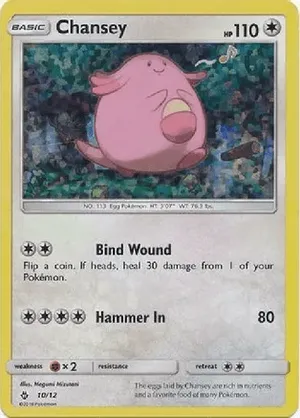 BASIC Chansey HP 110
NO. 113 Egg Pokémon HT: 3'07" WT: 76.3 lbs.
Bind Wound
Flip a coin. If heads, heal 30 damage from 1 of your
Pokémon.
Hammer In 80
weakness ×2 resistance retreat
Illus. Megumi Mizutani
10/12
The eggs laid by Chansey are rich in nutrients
and a favorite food of many Pokémon.